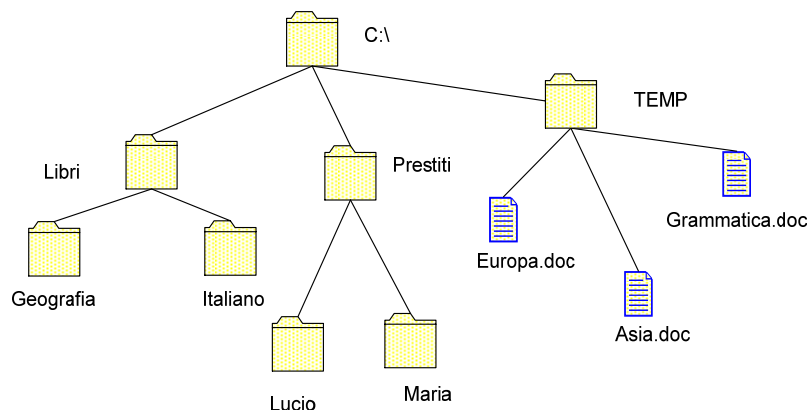 C:\
TEMP
Libri
Prestiti
Grammatica.doc
Europa.doc
Geografia
Italiano
Asia.doc
Lucio
Maria